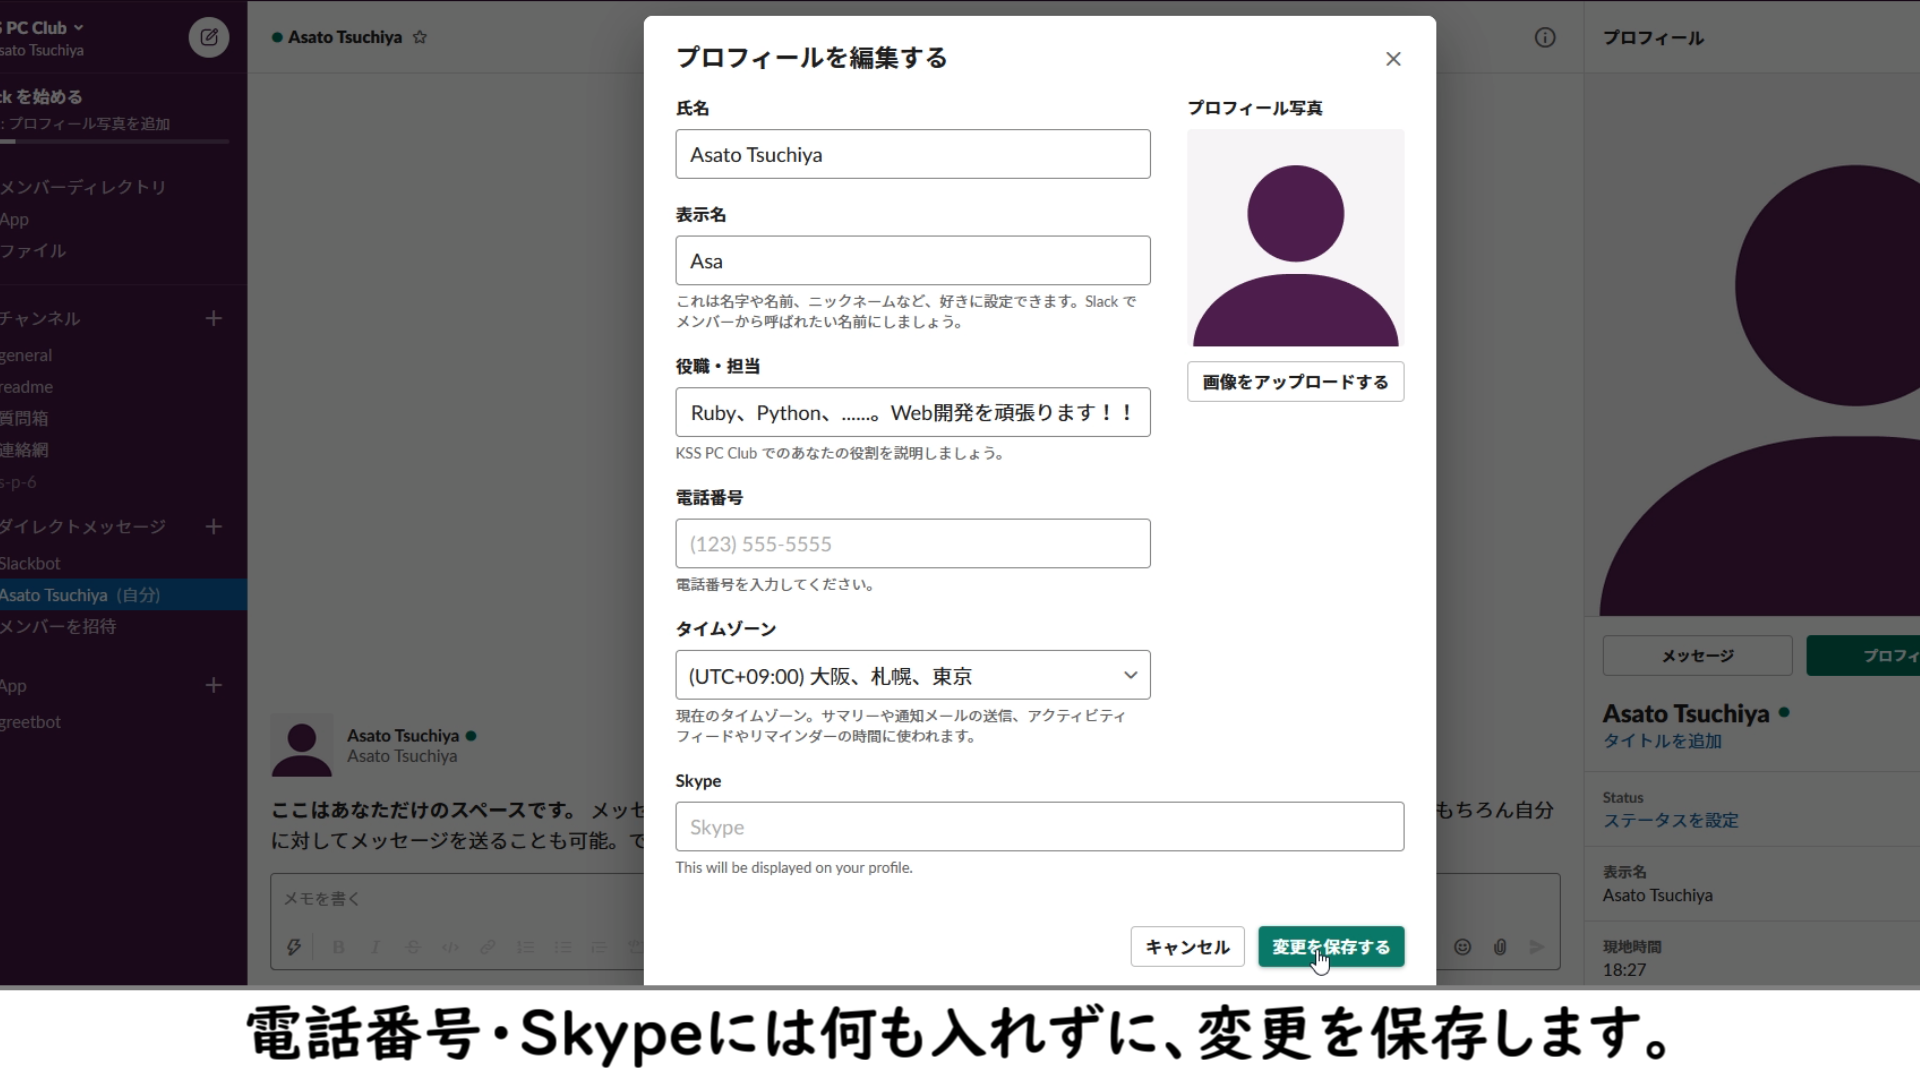 S PC Club
sato Tsuchiya
ck を始める
: プロフィール写真を追加
メンバーディレクトリ
App
ファイル
チャンネル
general
readme
質問箱
連絡網
s-p-6
ダイレクトメッセージ
Slackbot
Asato Tsuchiya (自分)
メンバーを招待
App
greetbot
Asato Tsuchiya
Asato Tsuchiya
Asato Tsuchiya
ここはあなただけのスペースです。 メッセ
もちろん自分
に対してメッセージを送ることも可能。で
メモを書く
プロフィールを編集する
氏名
Asato Tsuchiya
表示名
Asa
これは名字や名前、ニックネームなど、好きに設定できます。Slack で
メンバーから呼ばれたい名前にしましょう。
役職・担当
Ruby、Python、......。Web開発を頑張ります！！
KSS PC Club でのあなたの役割を説明しましょう。
電話番号
(123) 555-5555
電話番号を入力してください。
タイムゾーン
(UTC+09:00) 大阪、札幌、東京
現在のタイムゾーン。サマリーや通知メールの送信、アクティビティ
フィードやリマインダーの時間に使われます。
Skype
Skype
This will be displayed on your profile.
キャンセル
変更を保存する
プロフィール写真
画像をアップロードする
プロフィール
メッセージ
プロフィ
Asato Tsuchiya
タイトルを追加
Status
ステータスを設定
表示名
Asato Tsuchiya
現地時間
18:27
電話番号・Skypeには何も入れずに、変更を保存します。